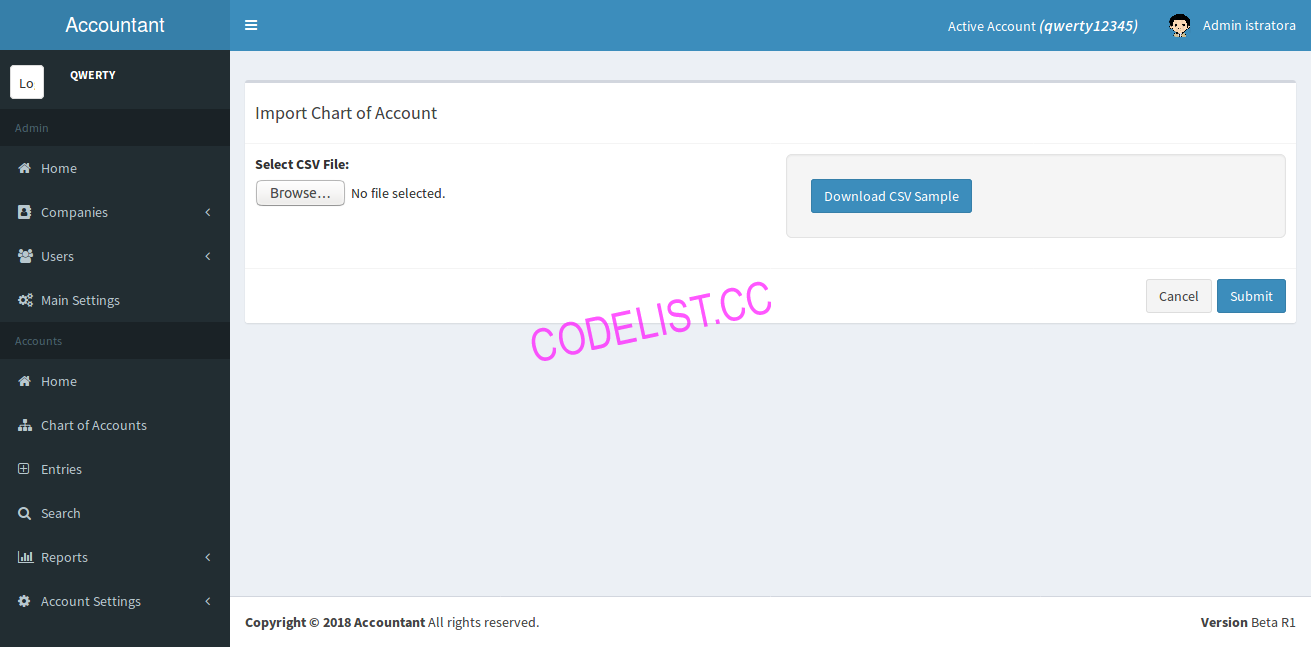 Accountant
Active Account (qwerty12345)
Admin istratora
Lo
QWERTY
Admin
Home
Companies
Users
Main Settings
Accounts
Home
Chart of Accounts
Entries
Search
Reports
Account Settings
Import Chart of Account
Select CSV File:
Browse... No file selected.
Download CSV Sample
Cancel
Submit
CODELIST.CC
Copyright © 2018 Accountant All rights reserved.
Version Beta R1